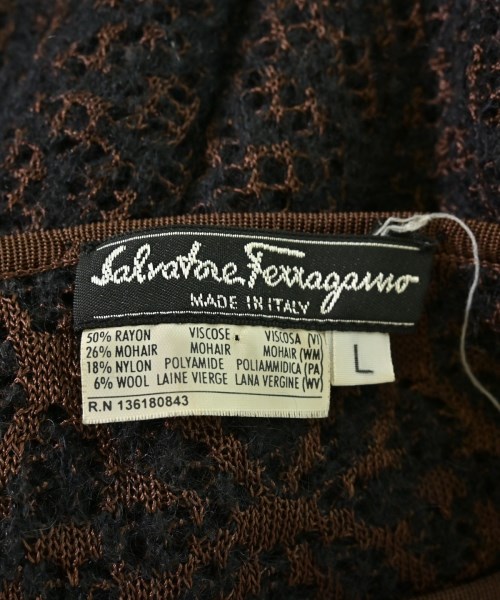 Salvatore Ferragamo
MADE IN ITALY
50% RAYON VISCOSE VISCOSA (VI)
26% MOHAIR MOHAIR MOHAIR (WM
18% NYLON POLYAMIDE POLIAMMIDICA (PA)
6% WOOL LAINE VIERGE LANA VERGINE (WV)
R.N 136180843
L